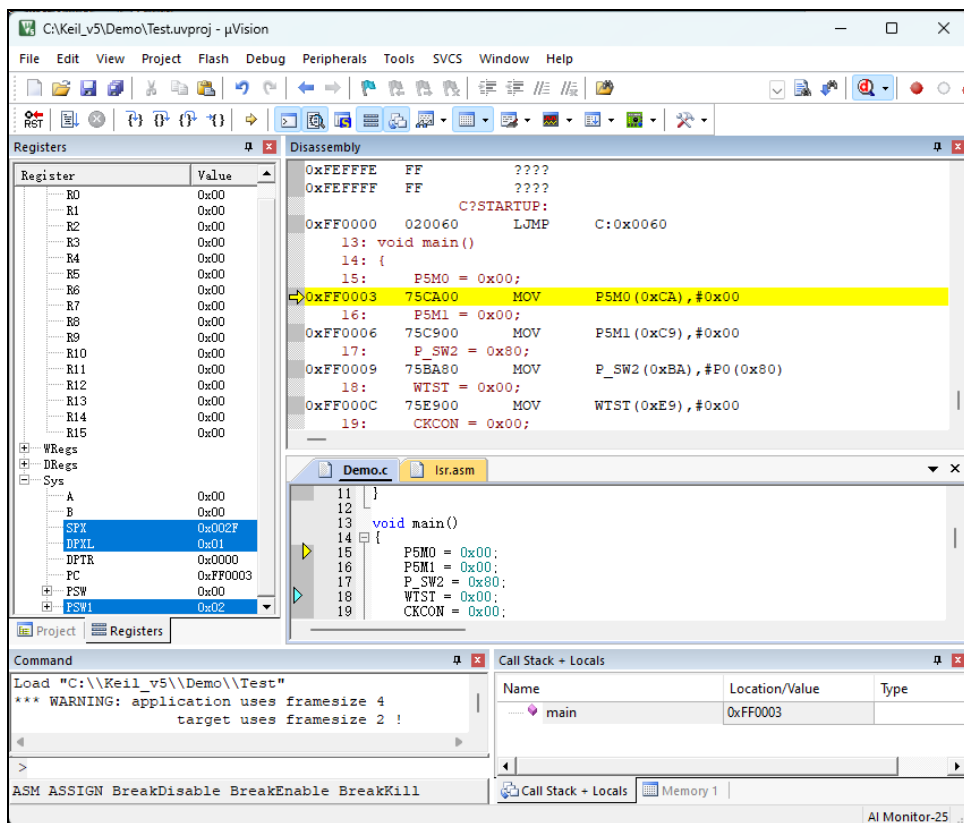 C:\Keil_v5\Demo\Test.uvproj - µVision
File Edit View Project Flash Debug Peripherals Tools SVCS Window Help
RST
Registers
Register Value
R0 0x00
R1 0x00
R2 0x00
R3 0x00
R4 0x00
R5 0x00
R6 0x00
R7 0x00
R8 0x00
R9 0x00
R10 0x00
R11 0x00
R12 0x00
R13 0x00
R14 0x00
R15 0x00
WRegs
DRegs
Sys
A 0x00
B 0x00
SPX 0x002F
DPXL 0x01
DPTR 0x0000
PC 0xFF0003
PSW 0x00
PSW1 0x02
Project Registers
Disassembly
0xFEFFFE FF ????
0xFEFFFF FF ????
C?STARTUP:
0xFF0000 020060 LJMP C:0x0060
13: void main()
14: {
15: P5M0 = 0x00;
0xFF0003 75CA00 MOV P5M0(0xCA),#0x00
16: P5M1 = 0x00;
0xFF0006 75C900 MOV P5M1(0xC9),#0x00
17: P_SW2 = 0x80;
0xFF0009 75BA80 MOV P_SW2(0xBA),#P0(0x80)
18: WTST = 0x00;
0xFF000C 75E900 MOV WTST(0xE9),#0x00
19: CKCON = 0x00;
Demo.c Isr.asm
11 }
12
13 void main()
14 {
15 P5M0 = 0x00;
16 P5M1 = 0x00;
17 P_SW2 = 0x80;
18 WTST = 0x00;
19 CKCON = 0x00;
Command
Load "C:\\Keil_v5\\Demo\\Test"
*** WARNING: application uses framesize 4
target uses framesize 2 !
>
ASM ASSIGN BreakDisable BreakEnable BreakKill
Call Stack + Locals
Name Location/Value Type
main 0xFF0003
Call Stack + Locals Memory 1
AI Monitor-25